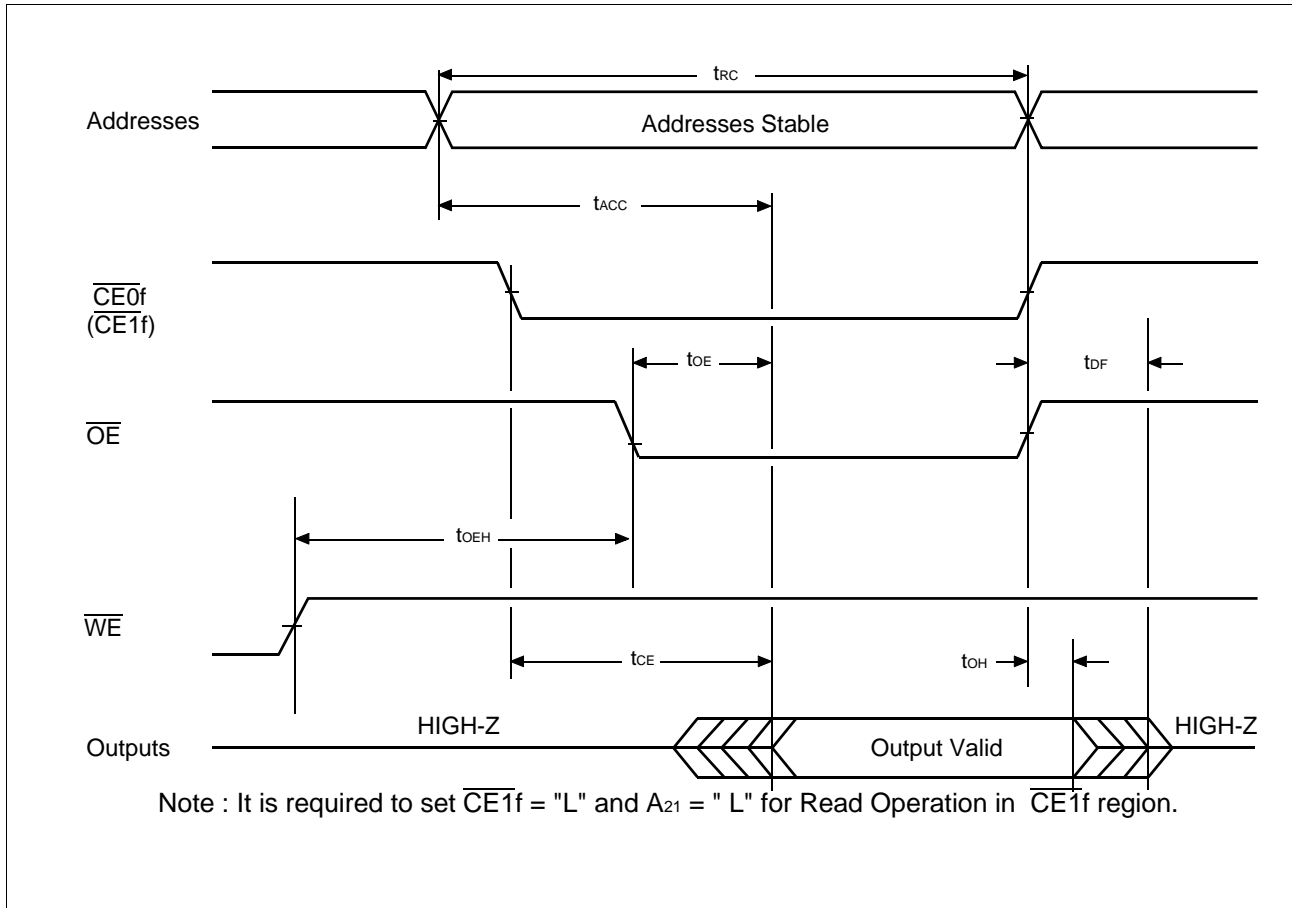 tRC
Addresses
Addresses Stable
tACC
CE0f
(CE1f)
tOE
tDF
OE
tOEH
WE
tCE
tOH
HIGH-Z
HIGH-Z
Outputs
Output Valid
Note : It is required to set CE1f = "L" and A21 = " L" for Read Operation in CE1f region.